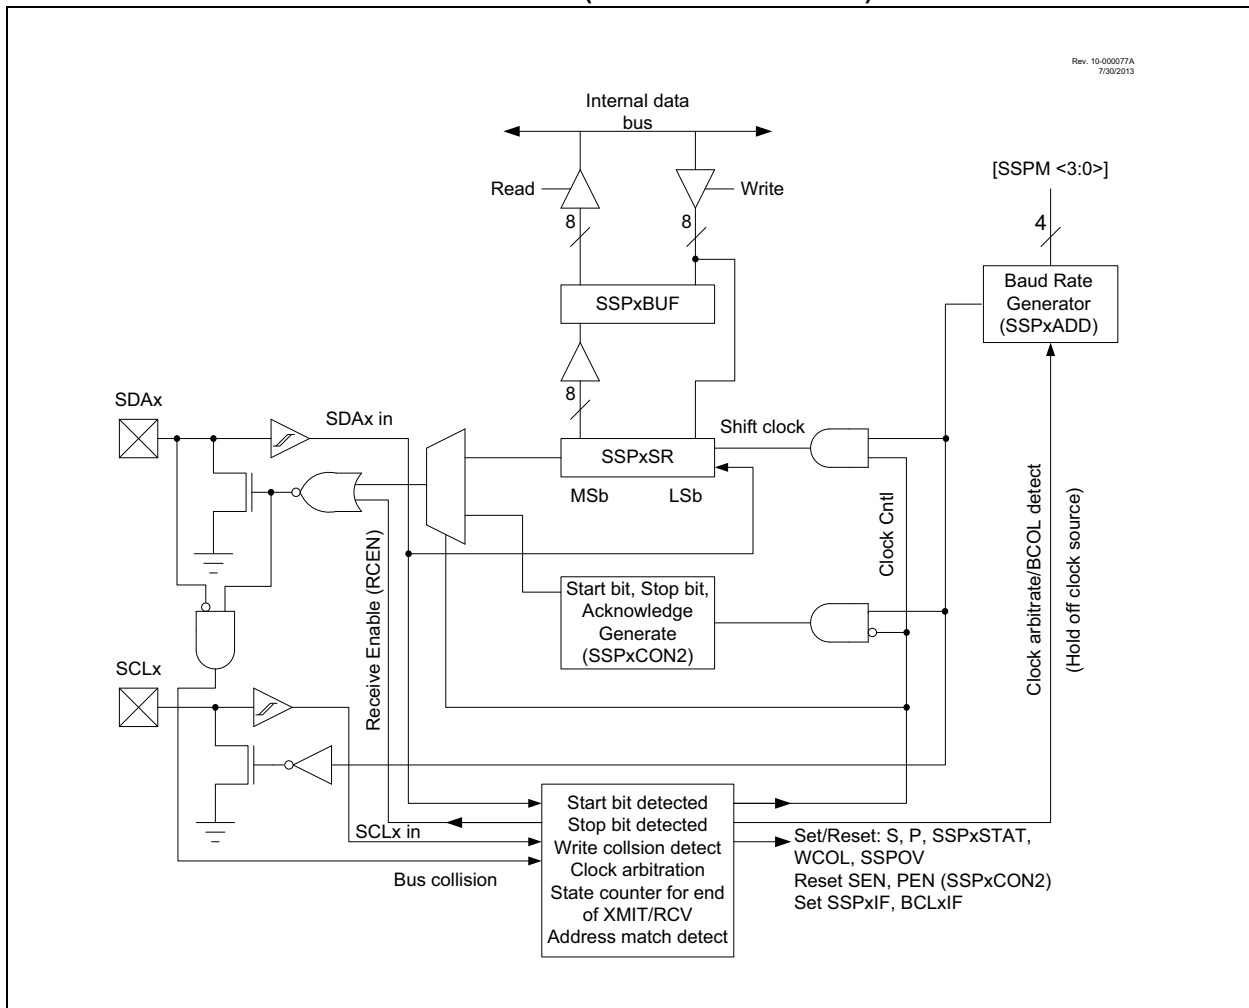 Rev. 10-000077A
7/30/2013
Internal data
bus
[SSPM <3:0>]
Read
Write
8
8
4
Baud Rate
Generator
(SSPxADD)
SSPxBUF
8
SDAx
SDAx in
Shift clock
SSPxSR
MSb
LSb
Receive Enable (RCEN)
Clock Cntl
Clock arbitrate/BCOL detect
(Hold off clock source)
Start bit, Stop bit,
Acknowledge
Generate
(SSPxCON2)
SCLx
SCLx in
Bus collision
Start bit detected
Stop bit detected
Write collsion detect
Clock arbitration
State counter for end
of XMIT/RCV
Address match detect
Set/Reset: S, P, SSPxSTAT,
WCOL, SSPOV
Reset SEN, PEN (SSPxCON2)
Set SSPxIF, BCLxIF